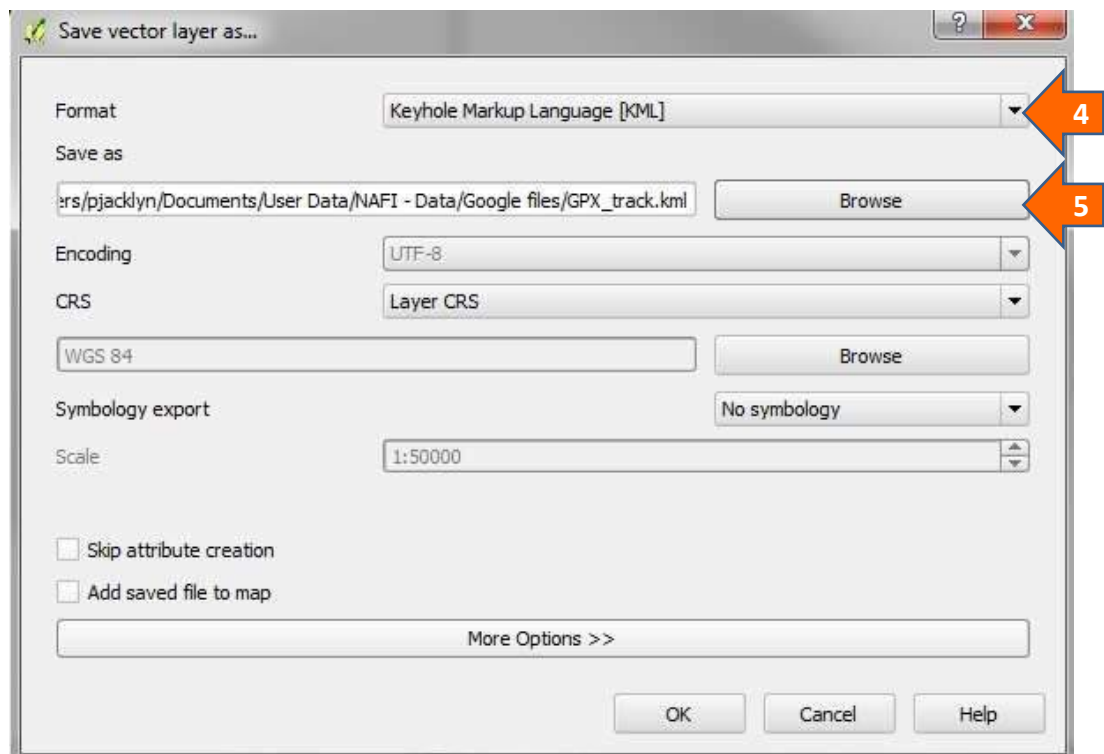 Save vector layer as...
?
Format Keyhole Markup Language [KML] 4
Save as
ers/pjacklyn/Documents/User Data/NAFI - Data/Google files/GPX_track.kml Browse 5
Encoding UTF-8
CRS Layer CRS
WGS 84 Browse
Symbology export No symbology
Scale 1:50000
Skip attribute creation
Add saved file to map
More Options >>
OK Cancel Help